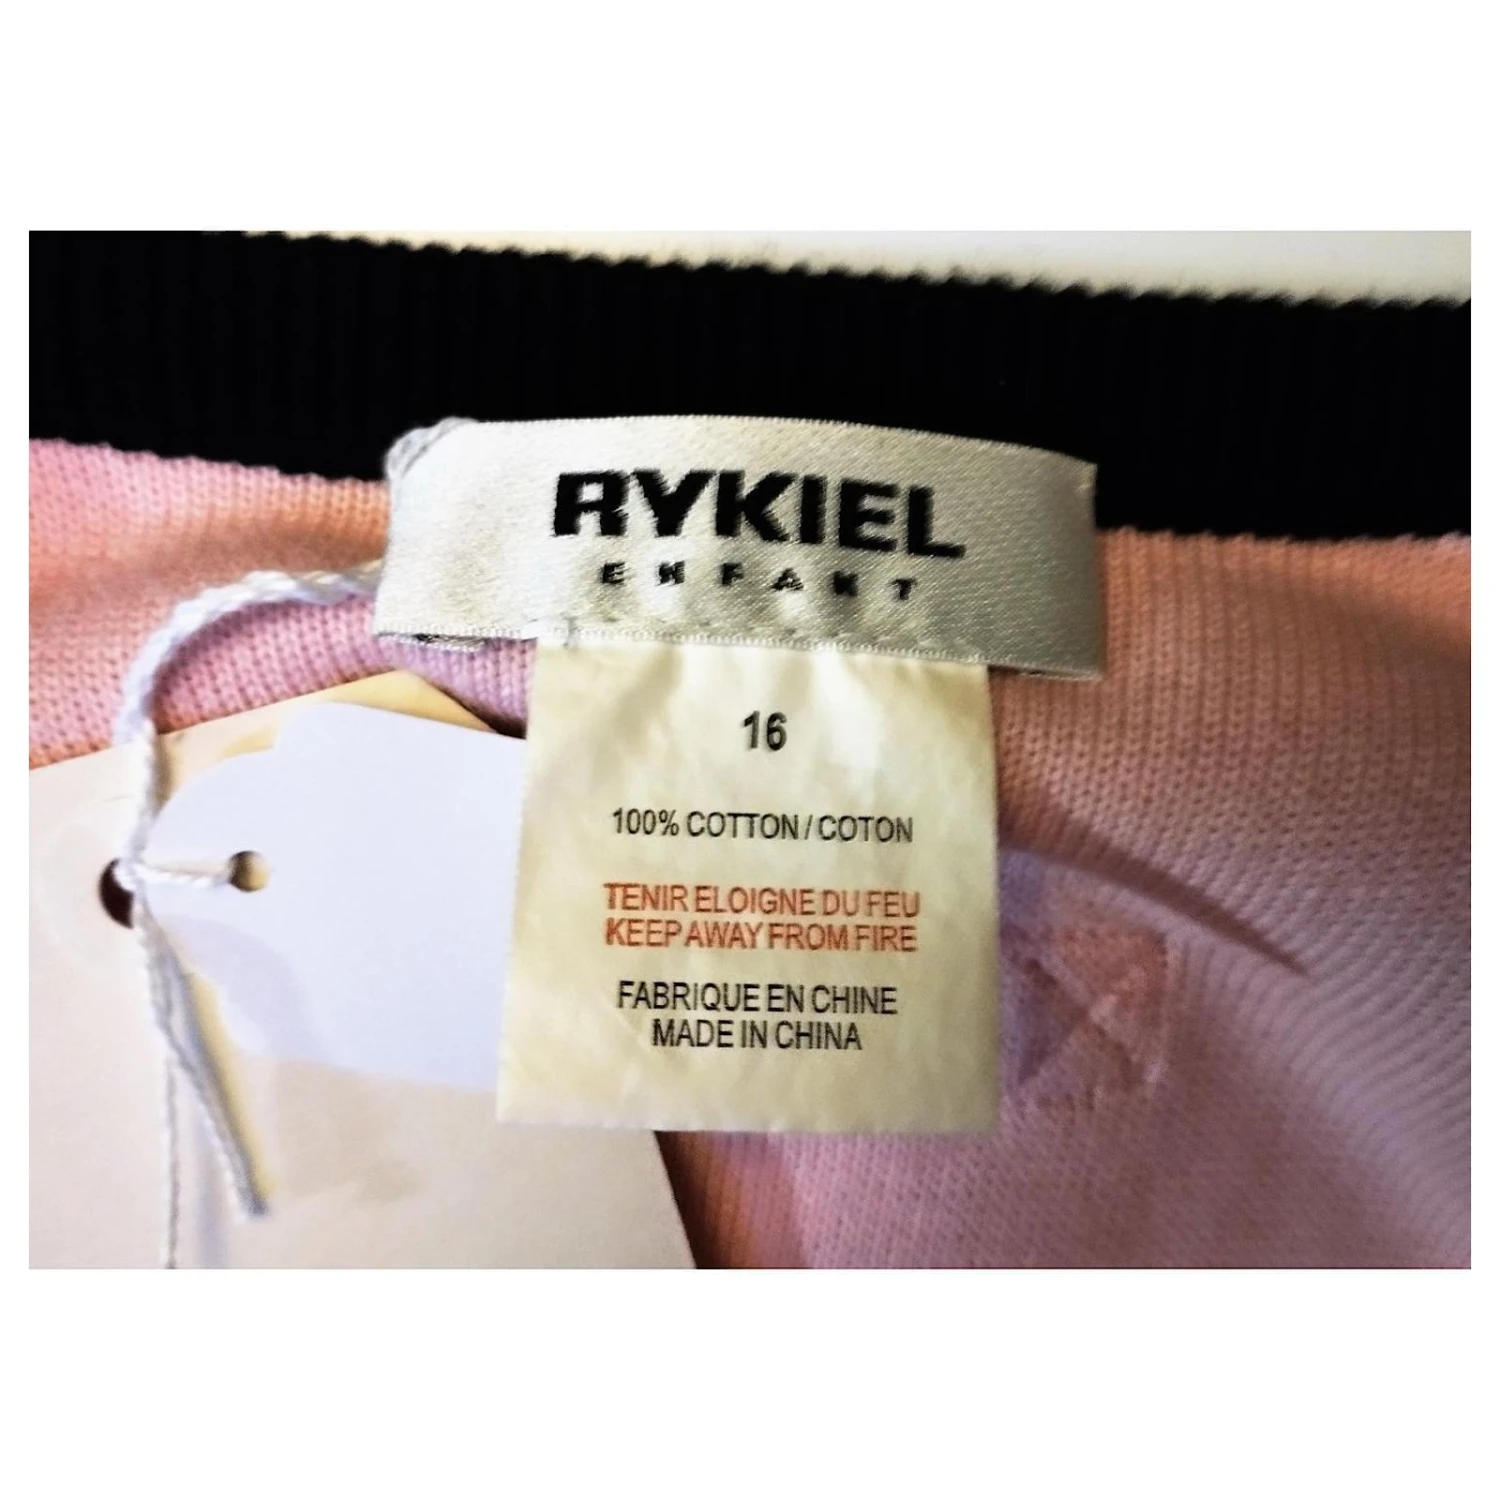 RYKIEL
ENFANT
16
100% COTTON / COTON
TENIR ELOIGNE DU FEU
KEEP AWAY FROM FIRE
FABRIQUE EN CHINE
MADE IN CHINA